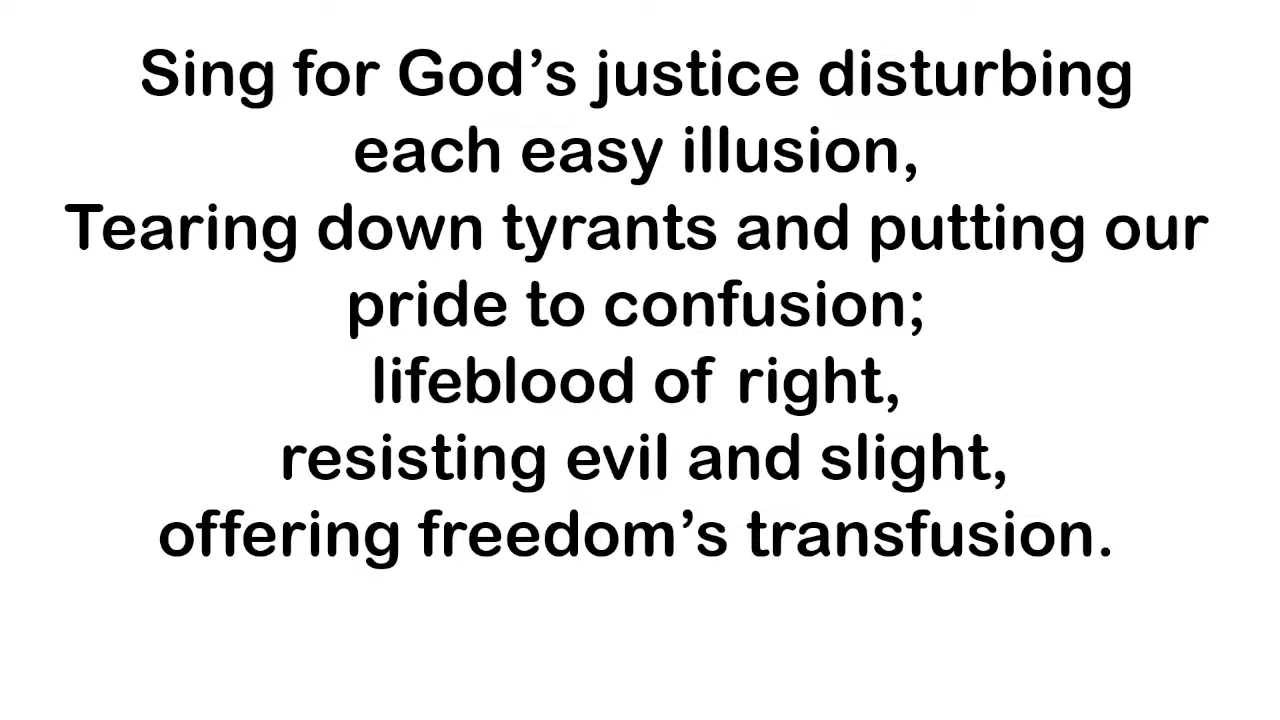 Sing for God’s justice disturbing
each easy illusion,
Tearing down tyrants and putting our
pride to confusion;
lifeblood of right,
resisting evil and slight,
offering freedom’s transfusion.